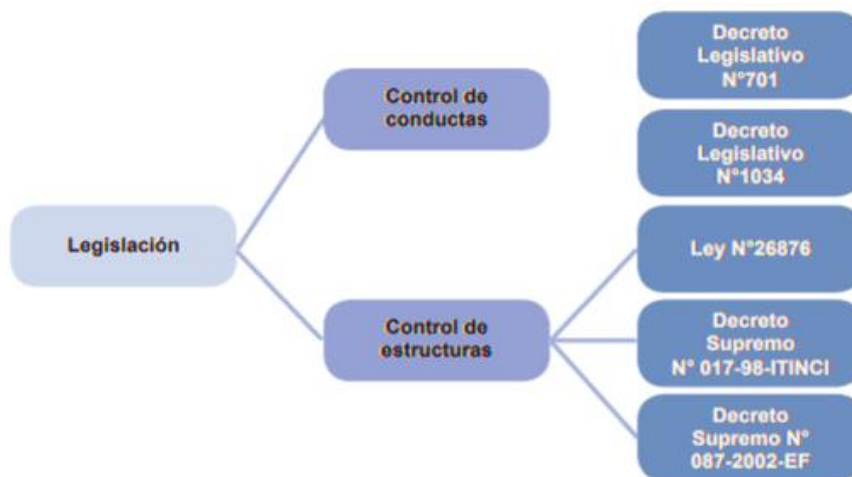 Decreto
Legislativo
N°701
Control de
conductas
Decreto
Legislativo
N°1034
Legislación
Ley N°26876
Control de
estructuras
Decreto
Supremo
N° 017-98-ITINCI
Decreto
Supremo N°
087-2002-EF